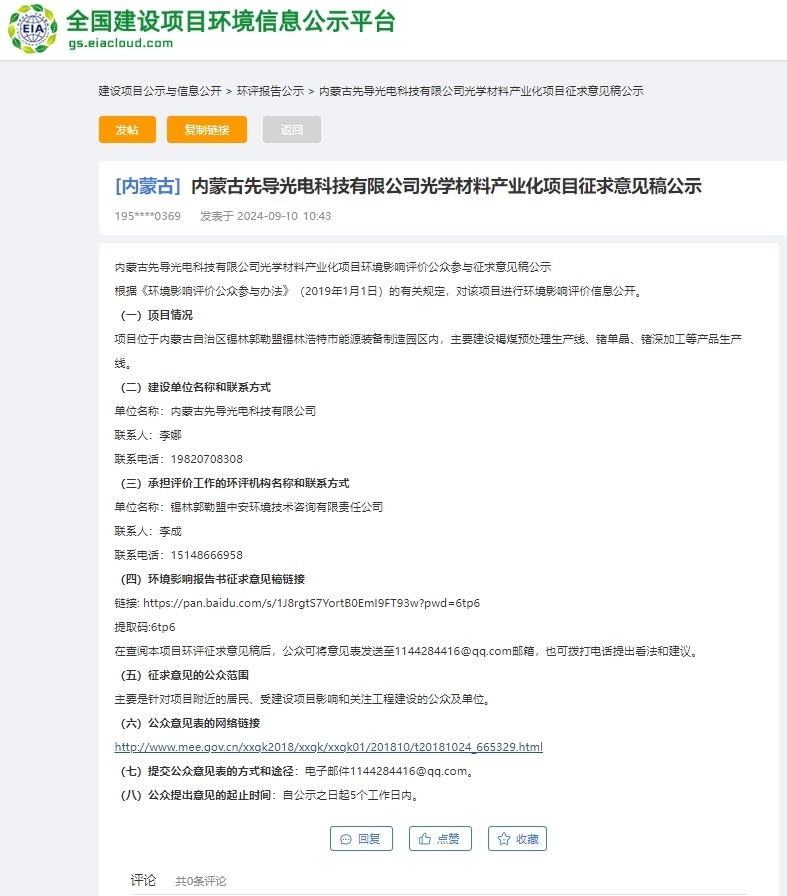 EIA
全国建设项目环境信息公示平台
gs.eiacloud.com
建设项目公示与信息公开 > 环评报告公示 > 内蒙古先导光电科技有限公司光学材料产业化项目征求意见稿公示
发帖 复制链接 返回
[内蒙古] 内蒙古先导光电科技有限公司光学材料产业化项目征求意见稿公示
195****0369 发表于 2024-09-10 10:43
内蒙古先导光电科技有限公司光学材料产业化项目环境影响评价公众参与征求意见稿公示
根据《环境影响评价公众参与办法》（2019年1月1日）的有关规定，对该项目进行环境影响评价信息公开。
（一）项目情况
项目位于内蒙古自治区锡林郭勒盟锡林浩特市能源装备制造园区内，主要建设褐煤预处理生产线、锗单晶、锗深加工等产品生产
线。
（二）建设单位名称和联系方式
单位名称：内蒙古先导光电科技有限公司
联系人：李娜
联系电话：19820708308
（三）承担评价工作的环评机构名称和联系方式
单位名称：锡林郭勒盟中安环境技术咨询有限责任公司
联系人：李成
联系电话：15148666958
（四）环境影响报告书征求意见稿链接
链接: https://pan.baidu.com/s/1J8rgtS7YortB0EmI9FT93w?pwd=6tp6
提取码:6tp6
在查阅本项目环评征求意见稿后，公众可将意见表发送至1144284416@qq.com邮箱，也可拨打电话提出看法和建议。
（五）征求意见的公众范围
主要是针对项目附近的居民、受建设项目影响和关注工程建设的公众及单位。
（六）公众意见表的网络链接
http://www.mee.gov.cn/xxgk2018/xxgk/xxgk01/201810/t20181024_665329.html
（七）提交公众意见表的方式和途径：电子邮件1144284416@qq.com。
（八）公众提出意见的起止时间：自公示之日起5个工作日内。
回复 点赞 收藏
评论 共0条评论